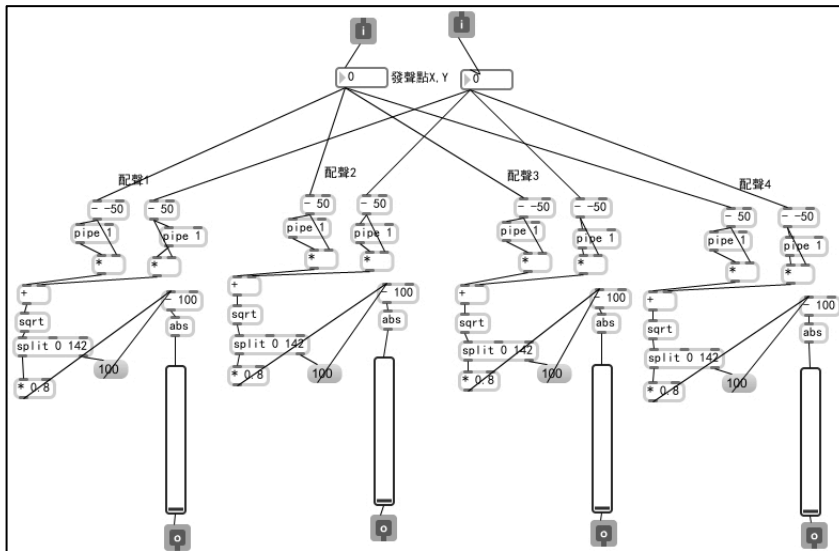 i i
0 發聲點X,Y 0
配聲1 配聲2 配聲3 配聲4
- -50 - 50 - 50 - 50 - 50 - -50 - 50 - -50
pipe 1 pipe 1 pipe 1 pipe 1 pipe 1 pipe 1 pipe 1 pipe 1
* * * * * * * *
+ - 100 + - 100 + - 100 + - 100
sqrt abs sqrt abs sqrt abs sqrt abs
split 0 142 split 0 142 split 0 142 split 0 142
100 100 100 100
* 0.8 * 0.8 * 0.8 * 0.8
o o o o